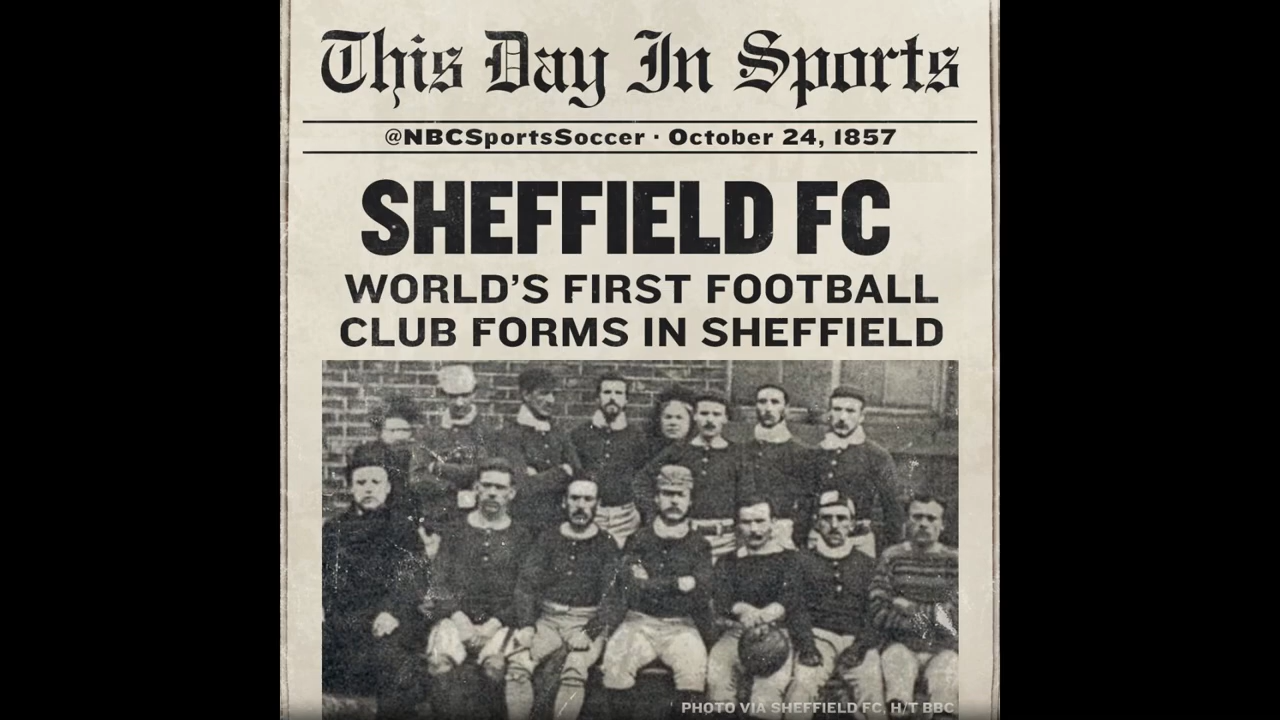 This Day In Sports
@NBCSportsSoccer · October 24, 1857
SHEFFIELD FC
WORLD'S FIRST FOOTBALL
CLUB FORMS IN SHEFFIELD
PHOTO VIA SHEFFIELD FC, H/T BBC